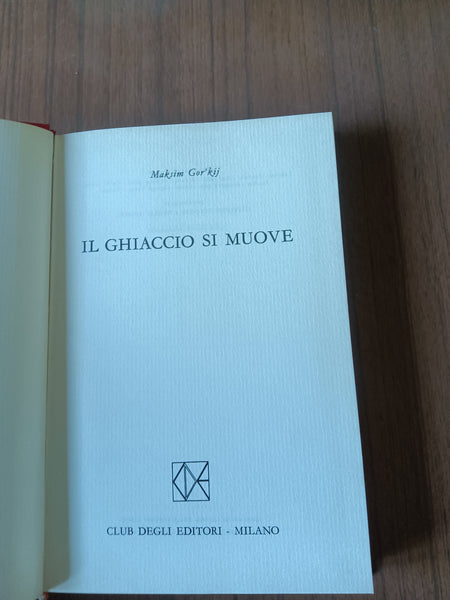 Maksim Gor'kij
IL GHIACCIO SI MUOVE
CLUB DEGLI EDITORI - MILANO